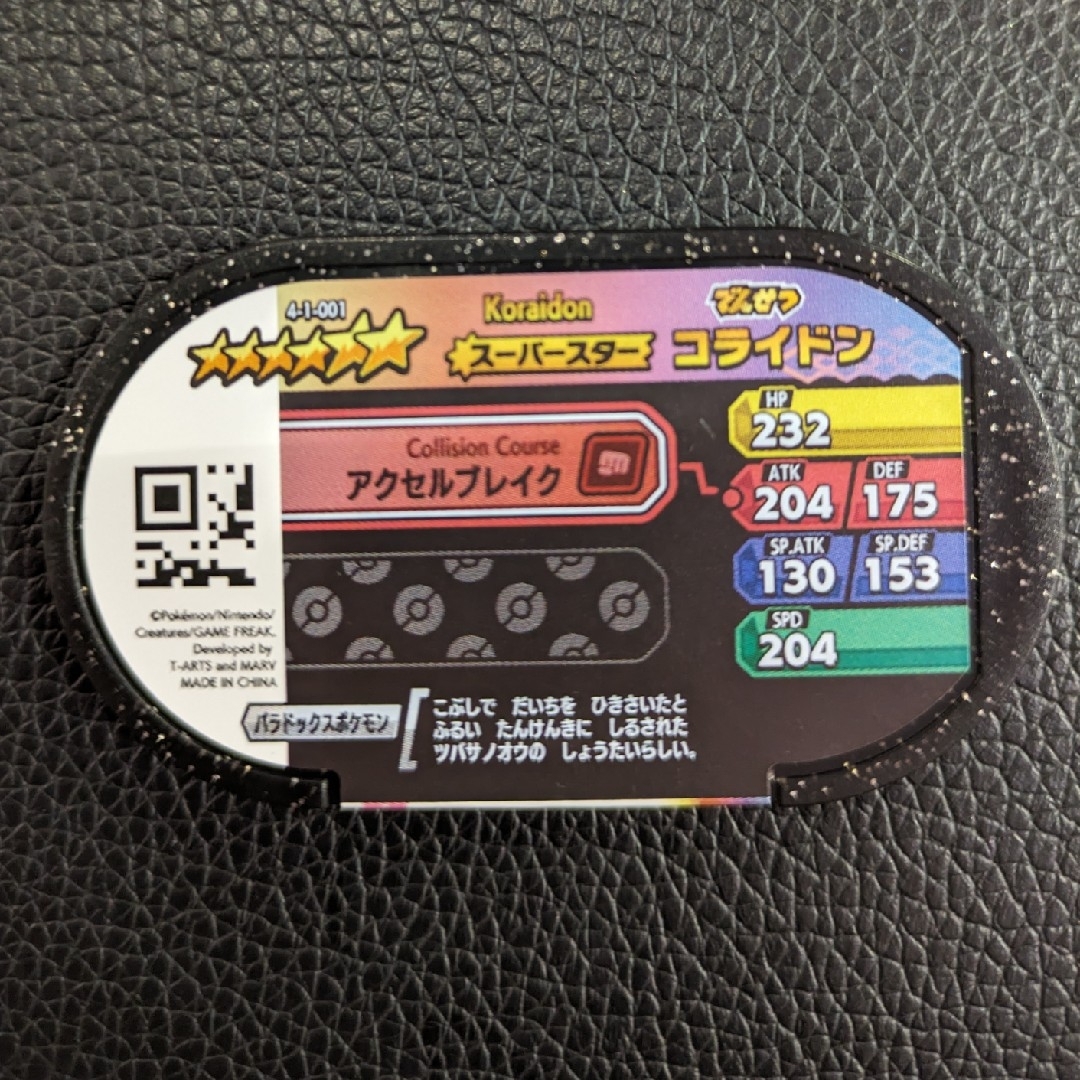 4-1-001
Koraidon
でんせつ
スーパースター コライドン
Collision Course
アクセルブレイク
HP
232
ATK
204
DEF
175
SP.ATK
130
SP.DEF
153
SPD
204
©Pokémon/Nintendo/
Creatures/GAME FREAK.
Developed by
T-ARTS and MARV
MADE IN CHINA
パラドックスポケモン
こぶしで だいちを ひきさいたと
ふるい たんけんきに しるされた
ツバサノオウの しょうたいらしい。